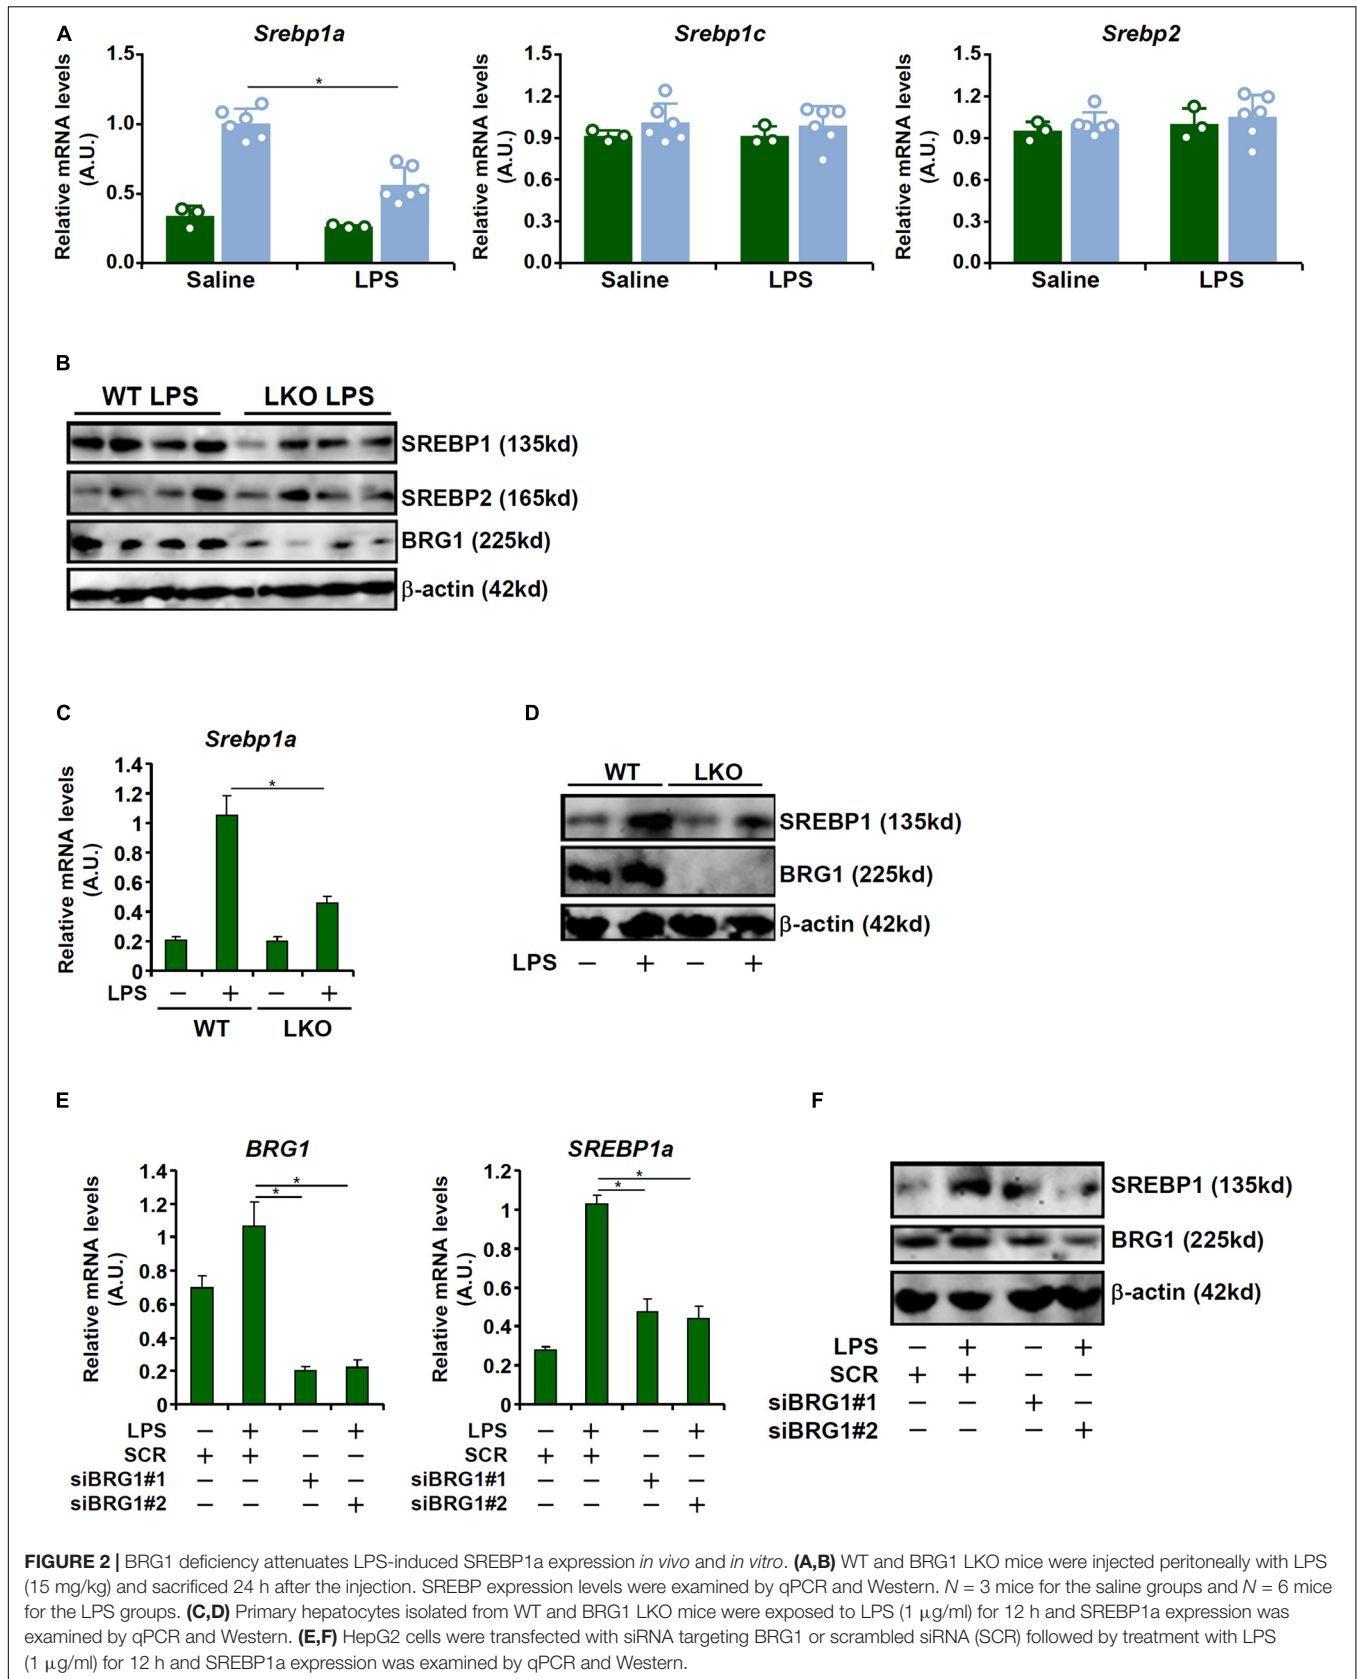 A
Srebp1a
Srebp1c
Srebp2
Relative mRNA levels
(A.U.)
1.5
1.0
0.5
0.0
*
Saline
LPS
Relative mRNA levels
(A.U.)
1.5
1.2
0.9
0.6
0.3
0.0
Saline
LPS
Relative mRNA levels
(A.U.)
1.5
1.2
0.9
0.6
0.3
0.0
Saline
LPS
B
WT LPS
LKO LPS
SREBP1 (135kd)
SREBP2 (165kd)
BRG1 (225kd)
β-actin (42kd)
C
Srebp1a
Relative mRNA levels
(A.U.)
1.4
1.2
1
0.8
0.6
0.4
0.2
0
*
LPS − + − +
WT LKO
D
WT LKO
SREBP1 (135kd)
BRG1 (225kd)
β-actin (42kd)
LPS − + − +
E
BRG1
Relative mRNA levels
(A.U.)
1.4
1.2
1
0.8
0.6
0.4
0.2
0
*
*
LPS − + − +
SCR + + − −
siBRG1#1 − − + −
siBRG1#2 − − − +
SREBP1a
Relative mRNA levels
(A.U.)
1.2
1
0.8
0.6
0.4
0.2
0
*
*
LPS − + − +
SCR + + − −
siBRG1#1 − − + −
siBRG1#2 − − − +
F
SREBP1 (135kd)
BRG1 (225kd)
β-actin (42kd)
LPS − + − +
SCR + + − −
siBRG1#1 − − + −
siBRG1#2 − − − +
FIGURE 2 | BRG1 deficiency attenuates LPS-induced SREBP1a expression in vivo and in vitro. (A,B) WT and BRG1 LKO mice were injected peritoneally with LPS
(15 mg/kg) and sacrificed 24 h after the injection. SREBP expression levels were examined by qPCR and Western. N = 3 mice for the saline groups and N = 6 mice
for the LPS groups. (C,D) Primary hepatocytes isolated from WT and BRG1 LKO mice were exposed to LPS (1 μg/ml) for 12 h and SREBP1a expression was
examined by qPCR and Western. (E,F) HepG2 cells were transfected with siRNA targeting BRG1 or scrambled siRNA (SCR) followed by treatment with LPS
(1 μg/ml) for 12 h and SREBP1a expression was examined by qPCR and Western.